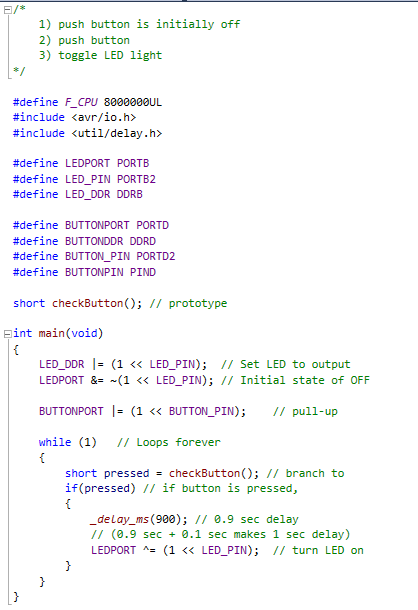 /*
    1) push button is initially off
    2) push button
    3) toggle LED light
*/

#define F_CPU 8000000UL
#include <avr/io.h>
#include <util/delay.h>

#define LEDPORT PORTB
#define LED_PIN PORTB2
#define LED_DDR DDRB

#define BUTTONPORT PORTD
#define BUTTONDDR DDRD
#define BUTTON_PIN PORTD2
#define BUTTONPIN PIND

short checkButton(); // prototype

int main(void)
{
    LED_DDR |= (1 << LED_PIN);  // Set LED to output
    LEDPORT &= ~(1 << LED_PIN); // Initial state of OFF

    BUTTONPORT |= (1 << BUTTON_PIN);    // pull-up

    while (1)   // Loops forever
    {
        short pressed = checkButton(); // branch to
        if(pressed) // if button is pressed,
        {
            _delay_ms(900); // 0.9 sec delay
            // (0.9 sec + 0.1 sec makes 1 sec delay)
            LEDPORT ^= (1 << LED_PIN);  // turn LED on
        }
    }
}